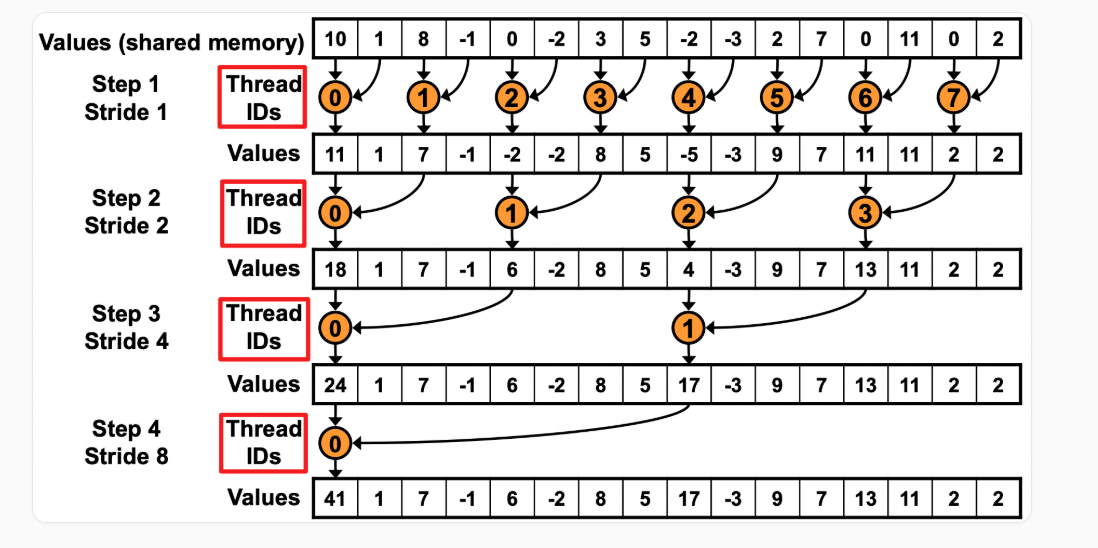 Values (shared memory) 10 1 8 -1 0 -2 3 5 -2 -3 2 7 0 11 0 2
Step 1 Thread
Stride 1 IDs
0 1 2 3 4 5 6 7
Values 11 1 7 -1 -2 -2 8 5 -5 -3 9 7 11 11 2 2
Step 2 Thread
Stride 2 IDs
0 1 2 3
Values 18 1 7 -1 6 -2 8 5 4 -3 9 7 13 11 2 2
Step 3 Thread
Stride 4 IDs
0 1
Values 24 1 7 -1 6 -2 8 5 17 -3 9 7 13 11 2 2
Step 4 Thread
Stride 8 IDs
0
Values 41 1 7 -1 6 -2 8 5 17 -3 9 7 13 11 2 2